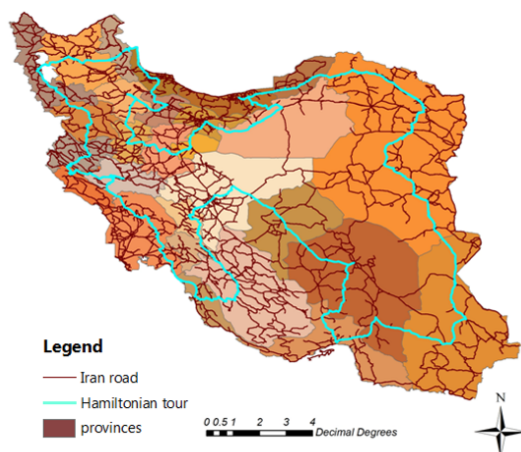 N
Legend
Iran road
Hamiltonian tour
provinces
0 0.5 1 2 3 4
Decimal Degrees